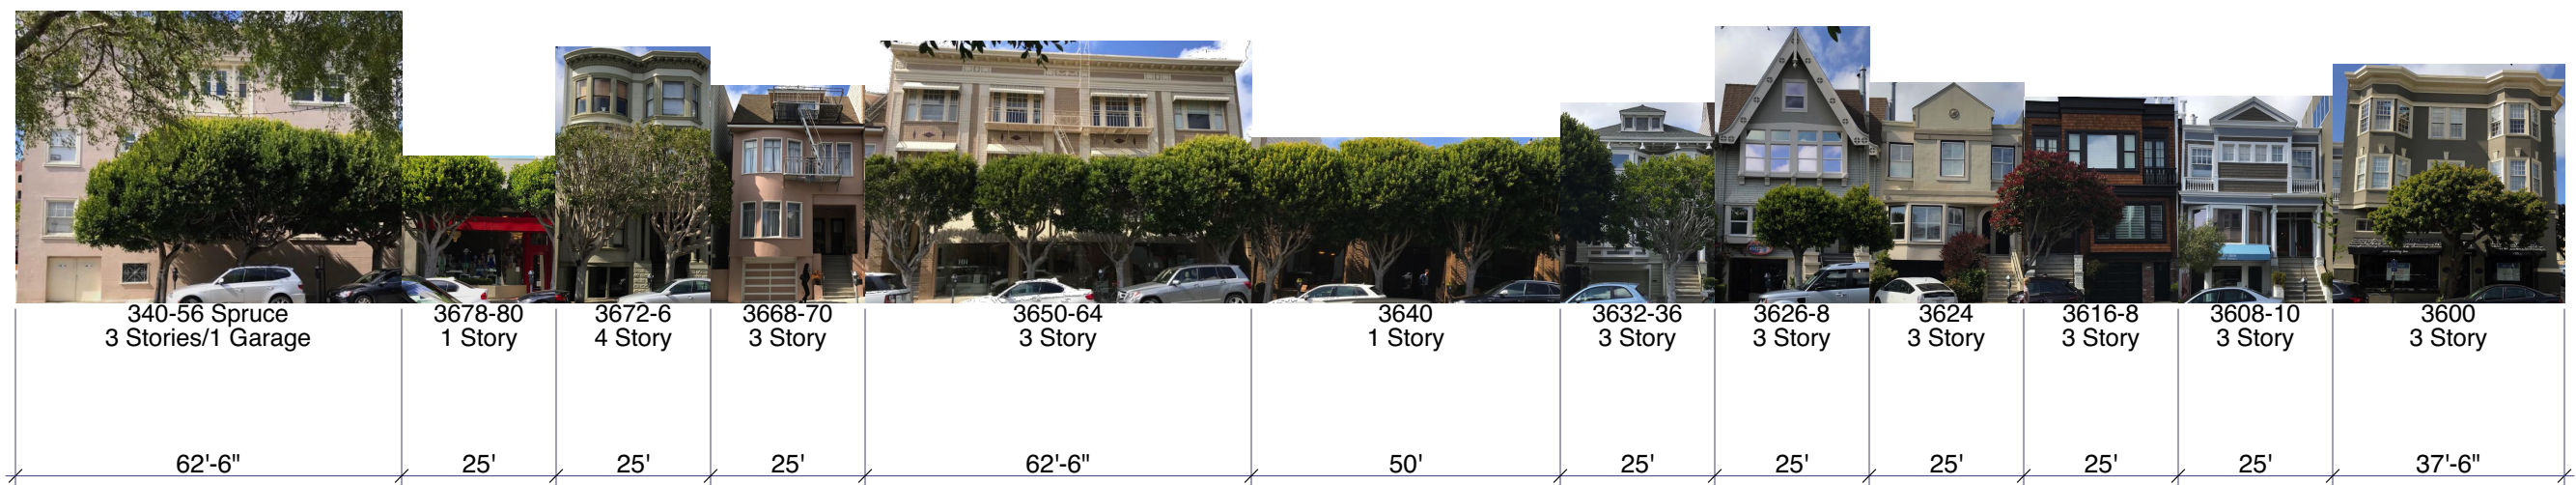 340-56 Spruce
3 Stories/1 Garage
3678-80
1 Story
3672-6
4 Story
3668-70
3 Story
3650-64
3 Story
3640
1 Story
3632-36
3 Story
3626-8
3 Story
3624
3 Story
3616-8
3 Story
3608-10
3 Story
3600
3 Story
62'-6"
25'
25'
25'
62'-6"
50'
25'
25'
25'
25'
25'
37'-6"